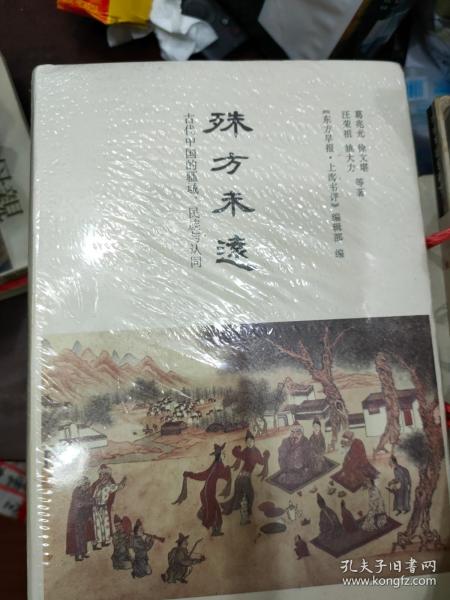 葛兆光 徐文堪
汪荣祖 姚大力 等著
《东方早报·上海书评》编辑部 编
殊方未遠
古代中国的疆域、民族与认同
孔夫子旧书网
www.kongfz.com